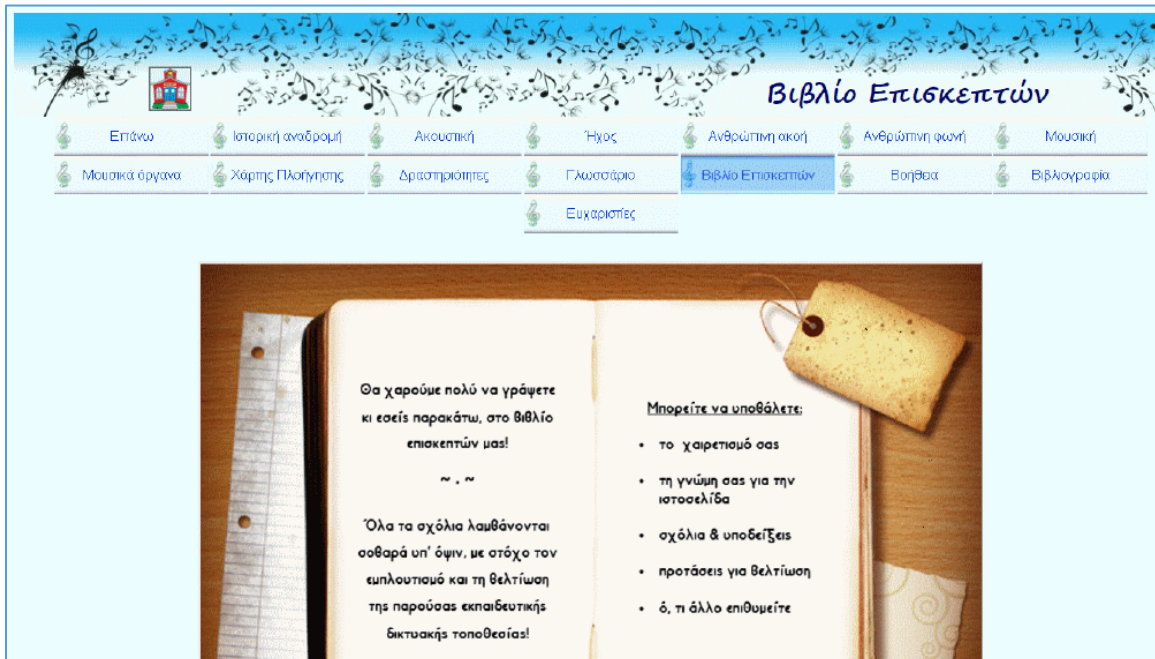 Βιβλίο Επισκεπτών
Επάνω
Ιστορική αναδρομή
Ακουστική
Ήχος
Ανθρώπινη ακοή
Ανθρώπινη φωνή
Μουσική
Μουσικά όργανα
Χάρτης Πλοήγησης
Δραστηριότητες
Γλωσσάριο
Βιβλίο Επισκεπτών
Βοήθεια
Βιβλιογραφία
Ευχαριστίες
Θα χαρούμε πολύ να γράψετε
κι εσείς παρακάτω, στο βιβλίο
επισκεπτών μας!
~ . ~
Όλα τα σχόλια λαμβάνονται
σοβαρά υπ' όψιν, με στόχο τον
εμπλουτισμό και τη βελτίωση
της παρούσας εκπαιδευτικής
δικτυακής τοποθεσίας!
Μπορείτε να υποβάλετε:
• το χαιρετισμό σας
• τη γνώμη σας για την
ιστοσελίδα
• σχόλια & υποδείξεις
• προτάσεις για βελτίωση
• ό, τι άλλο επιθυμείτε